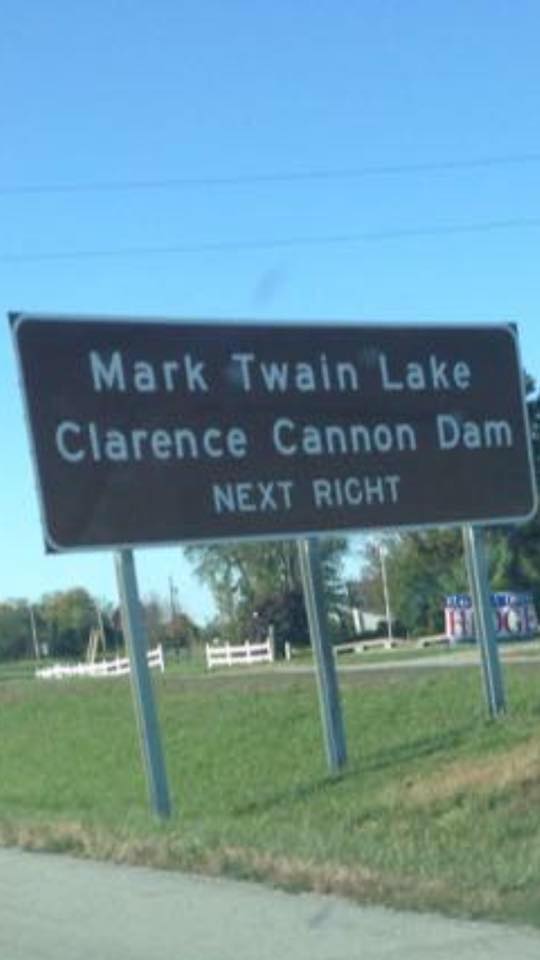 Mark Twain Lake
Clarence Cannon Dam
NEXT RIGHT